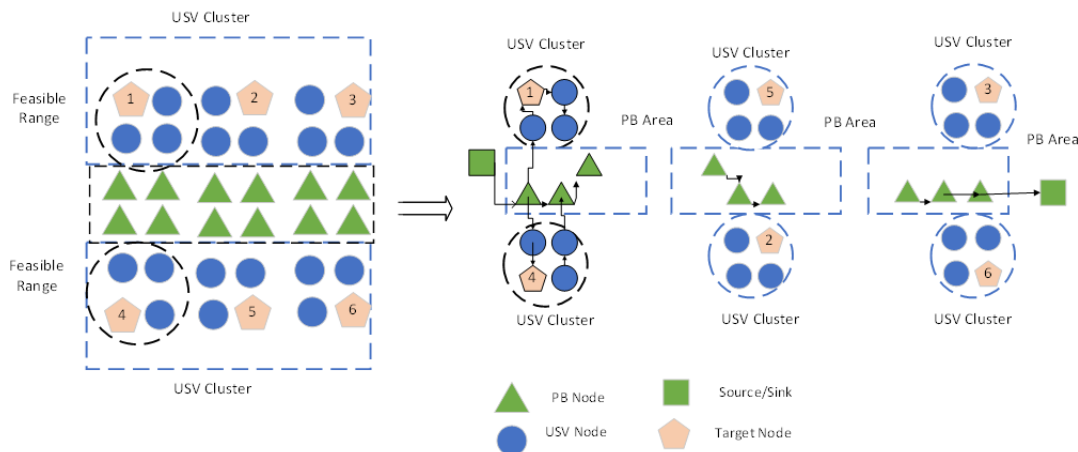 USV Cluster
Feasible
Range
1
2
3
Feasible
Range
4
5
6
USV Cluster
USV Cluster
1
PB Area
4
USV Cluster
USV Cluster
5
PB Area
2
USV Cluster
USV Cluster
3
PB Area
6
USV Cluster
PB Node
Source/Sink
USV Node
Target Node